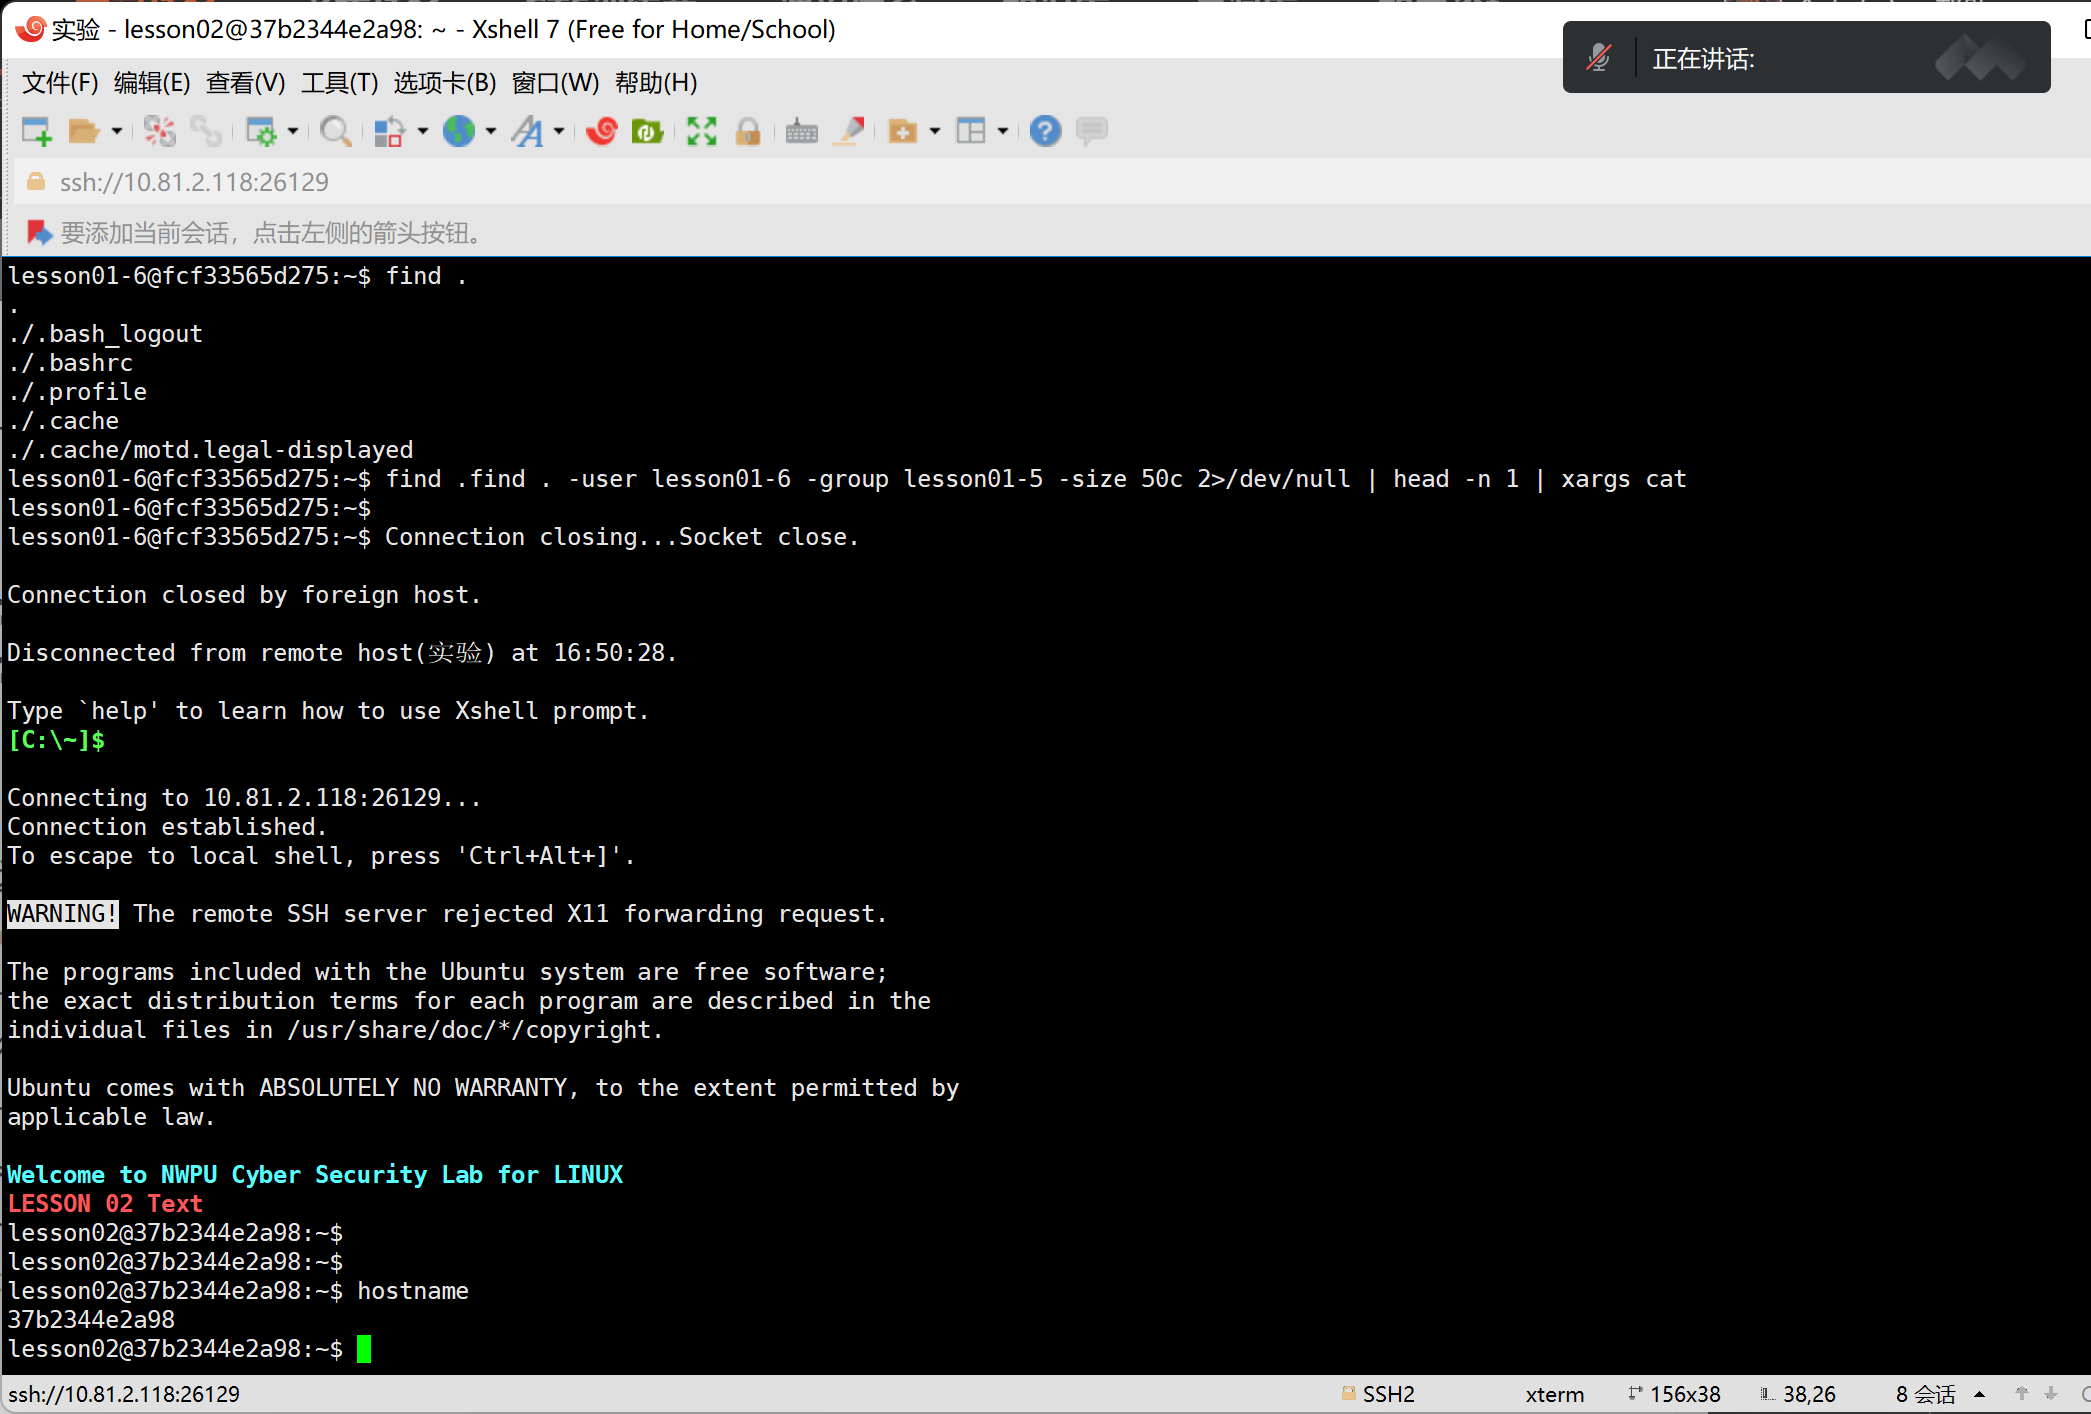 实验 - lesson02@37b2344e2a98: ~ - Xshell 7 (Free for Home/School)
正在讲话:
文件(F) 编辑(E) 查看(V) 工具(T) 选项卡(B) 窗口(W) 帮助(H)
ssh://10.81.2.118:26129
要添加当前会话，点击左侧的箭头按钮。
lesson01-6@fcf33565d275:~$ find .
.
./.bash_logout
./.bashrc
./.profile
./.cache
./.cache/motd.legal-displayed
lesson01-6@fcf33565d275:~$ find .find . -user lesson01-6 -group lesson01-5 -size 50c 2>/dev/null | head -n 1 | xargs cat
lesson01-6@fcf33565d275:~$
lesson01-6@fcf33565d275:~$ Connection closing...Socket close.
Connection closed by foreign host.
Disconnected from remote host(实验) at 16:50:28.
Type `help' to learn how to use Xshell prompt.
[C:\~]$
Connecting to 10.81.2.118:26129...
Connection established.
To escape to local shell, press 'Ctrl+Alt+]'.
WARNING! The remote SSH server rejected X11 forwarding request.
The programs included with the Ubuntu system are free software;
the exact distribution terms for each program are described in the
individual files in /usr/share/doc/*/copyright.
Ubuntu comes with ABSOLUTELY NO WARRANTY, to the extent permitted by
applicable law.
Welcome to NWPU Cyber Security Lab for LINUX
LESSON 02 Text
lesson02@37b2344e2a98:~$
lesson02@37b2344e2a98:~$
lesson02@37b2344e2a98:~$ hostname
37b2344e2a98
lesson02@37b2344e2a98:~$
ssh://10.81.2.118:26129 SSH2 xterm 156x38 38,26 8 会话